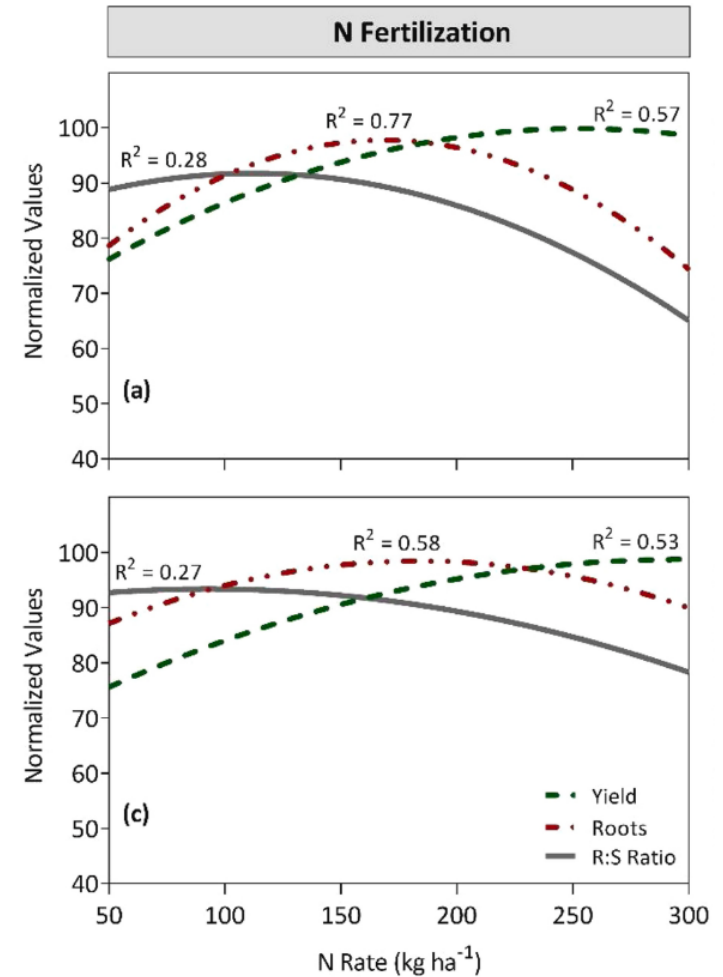 N Fertilization
R² = 0.28
R² = 0.77
R² = 0.57
100
90
80
70
60
50
40
Normalized Values
(a)
R² = 0.27
R² = 0.58
R² = 0.53
100
90
80
70
60
50
40
Normalized Values
(c)
Yield
Roots
R:S Ratio
50 100 150 200 250 300
N Rate (kg ha⁻¹)